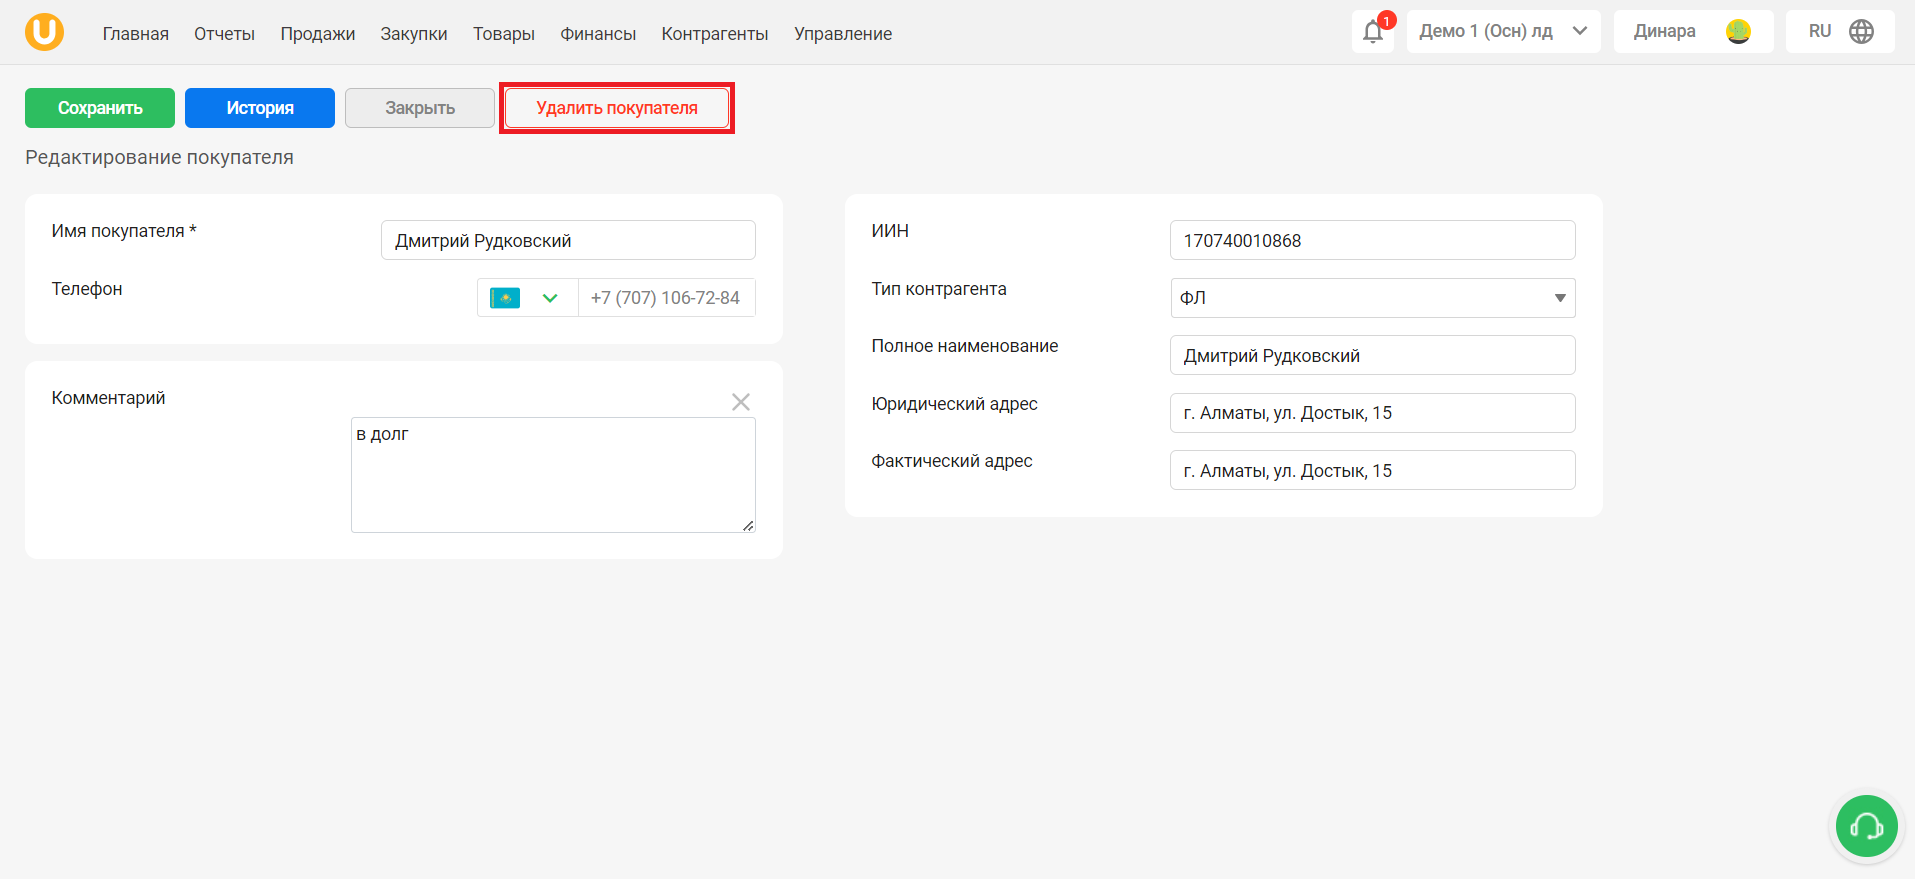 Главная Отчеты Продажи Закупки Товары Финансы Контрагенты Управление 1 Демо 1 (Осн) лд Динара RU
Сохранить История Закрыть Удалить покупателя
Редактирование покупателя
Имя покупателя * Дмитрий Рудковский
Телефон +7 (707) 106-72-84
Комментарий
в долг
ИИН 170740010868
Тип контрагента ФЛ
Полное наименование Дмитрий Рудковский
Юридический адрес г. Алматы, ул. Достык, 15
Фактический адрес г. Алматы, ул. Достык, 15